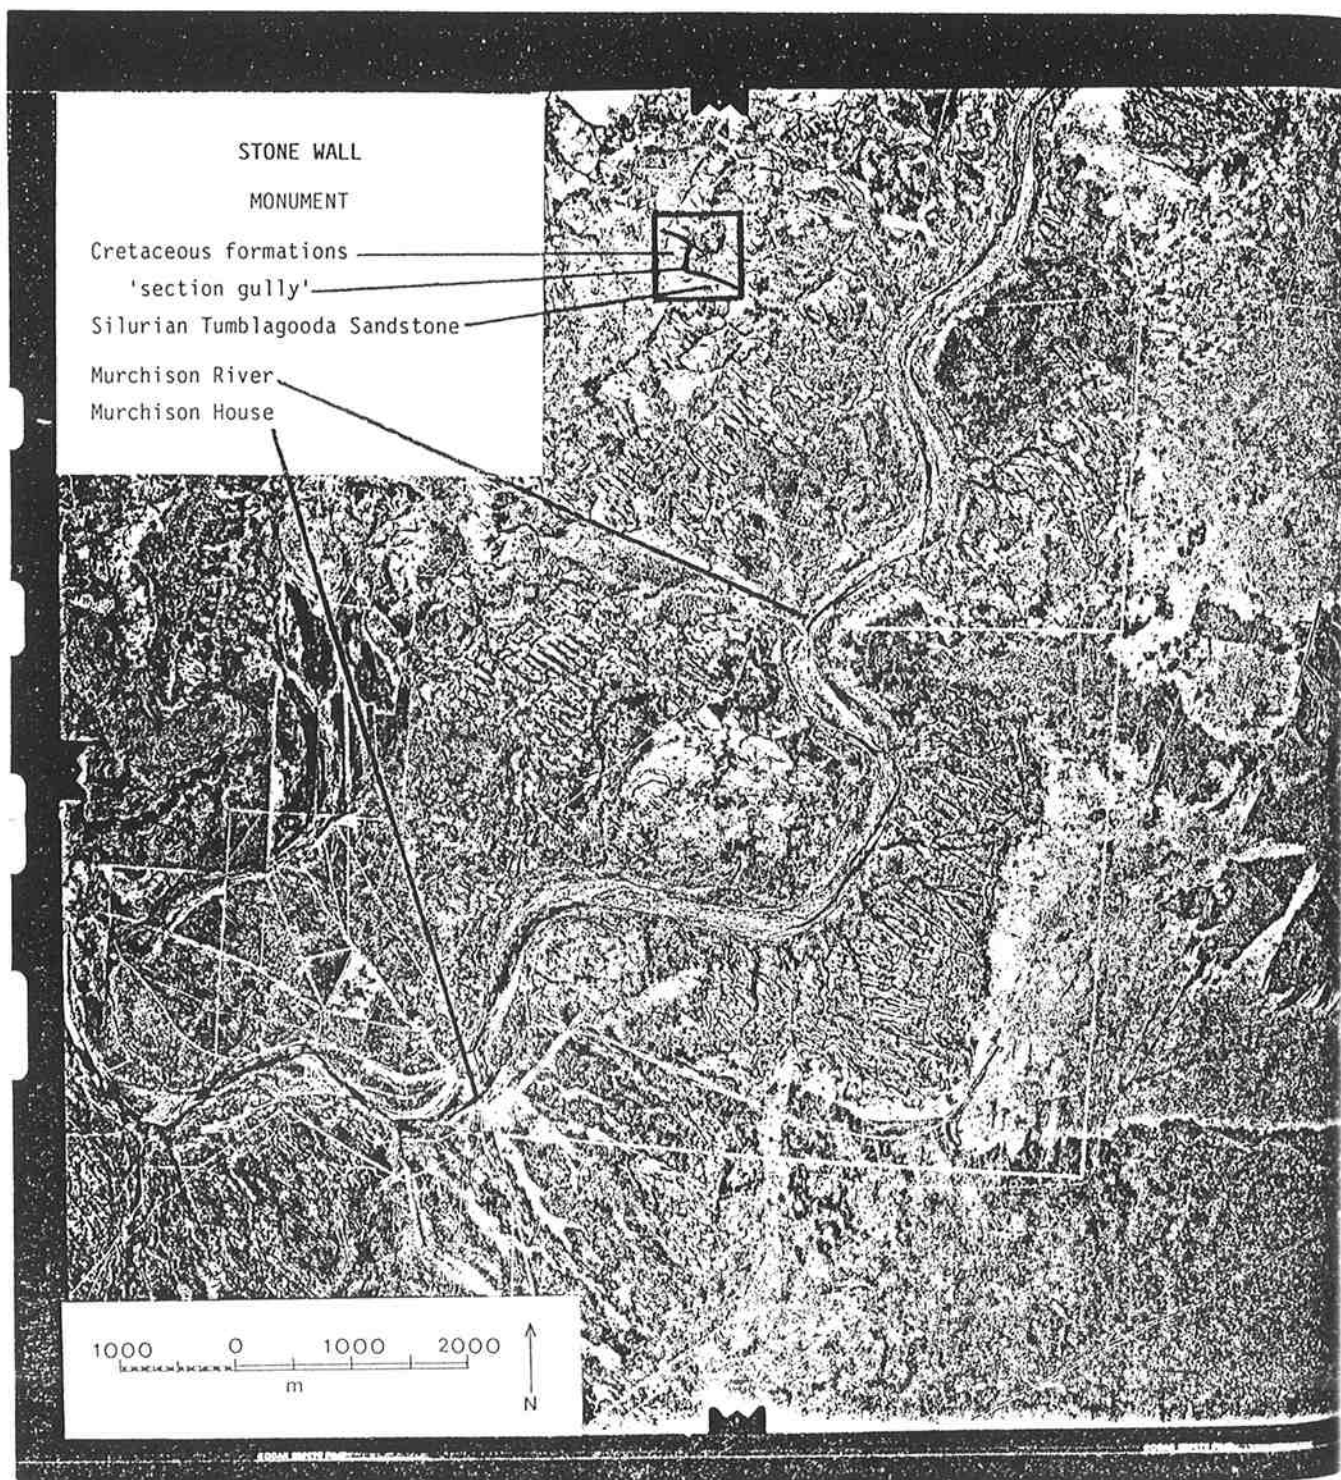 STONE WALL
MONUMENT
Cretaceous formations
'section gully'
Silurian Tumblagooda Sandstone
Murchison River
Murchison House
1000 0 1000 2000
m
N